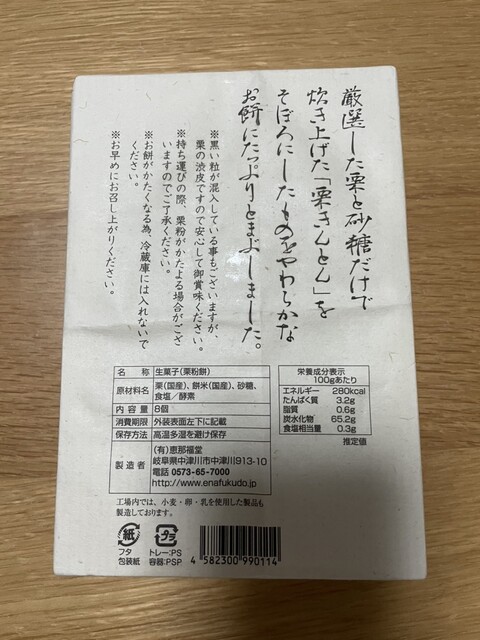 厳選した栗と砂糖だけで
炊き上げた「栗きんとん」を
そぼろにしたものをやわらかな
お餅にたっぷりとまぶしました。
※黒い粒が混入している事もございますが、
栗の渋皮ですので安心して御賞味ください。
※持ち運びの際、栗粉がかたよる場合がござ
いますのでご了承ください。
※お餅がかたくなる為、冷蔵庫には入れないで
ください。
※お早めにお召し上がりください。
名 称 生菓子(栗粉餅)
原材料名 栗(国産)、餅米(国産)、砂糖、
食塩/酵素
内容量 8個
消費期限 外装表面左下に記載
保存方法 高温多湿を避け保存
製造者 (有)恵那福堂
岐阜県中津川市中津川913-10
電話 0573-65-7000
http://www.enafukudo.com
栄養成分表示
100gあたり
エネルギー 280kcal
たんぱく質 3.2g
脂質 0.6g
炭水化物 65.2g
食塩相当量 0.3g
推定値
工場内では、小麦・卵・乳を使用した製品も
製造しております。
紙
フタ
包装紙
プラ
トレー:PS
容器:PSP
4 582300 990114